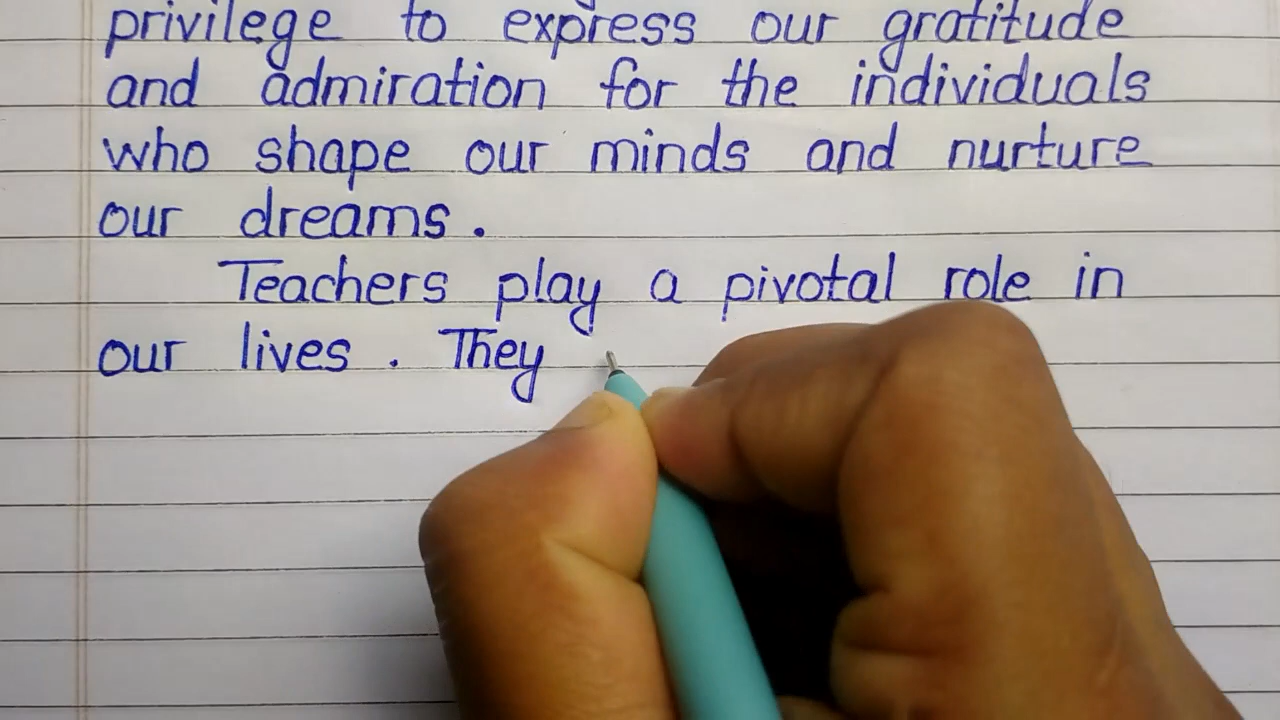 privilege to express our gratitude
and admiration for the individuals
who shape our minds and nurture
our dreams.
Teachers play a pivotal role in
our lives. They